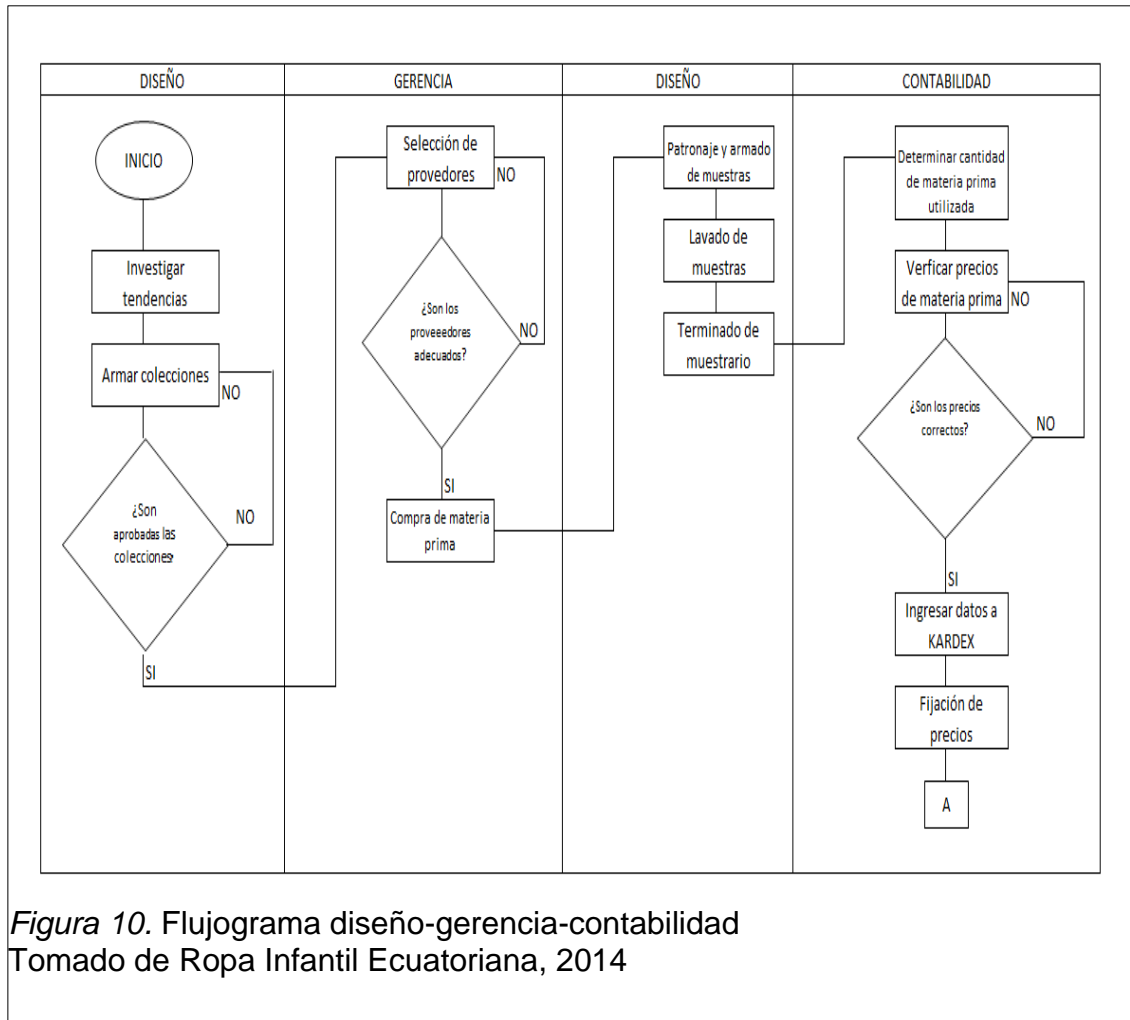 DISEÑO
GERENCIA
DISEÑO
CONTABILIDAD
INICIO
Investigar
tendencias
Armar colecciones
NO
¿Son
aprobadas las
colecciones?
NO
SI
Selección de
provedores
NO
¿Son los
proveeedores
adecuados?
NO
SI
Compra de materia
prima
Patronaje y armado
de muestras
Lavado de
muestras
Terminado de
muestrario
Determinar cantidad
de materia prima
utilizada
Verficar precios
de materia prima
NO
¿Son los precios
correctos?
NO
SI
Ingresar datos a
KARDEX
Fijación de
precios
A
Figura 10. Flujograma diseño-gerencia-contabilidad
Tomado de Ropa Infantil Ecuatoriana, 2014